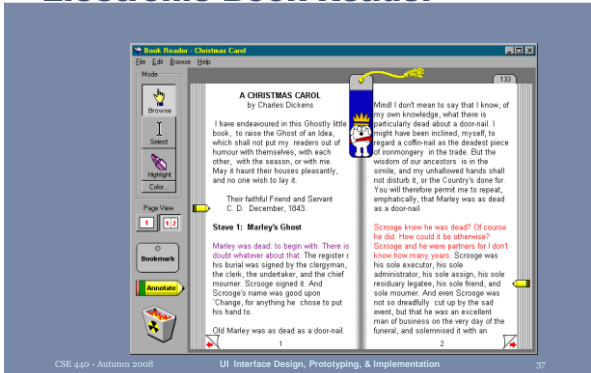 Electronic Book Reader
Book Reader - Christmas Carol
File Edit Browse Help
Mode
Browse
Select
Highlight
Color...
Page View
1
1 2
Bookmark
Annotate
133
A CHRISTMAS CAROL
by Charles Dickens
I have endeavoured in this Ghostly little
book, to raise the Ghost of an Idea,
which shall not put my readers out of
humour with themselves, with each
other, with the season, or with me.
May it haunt their houses pleasantly,
and no one wish to lay it.
Their faithful Friend and Servant
C. D. December, 1843.
Stave 1: Marley's Ghost
Marley was dead: to begin with. There is
doubt whatever about that. The register c
his burial was signed by the clergyman,
the clerk, the undertaker, and the chief
mourner. Scrooge signed it. And
Scrooge's name was good upon
'Change, for anything he chose to put
his hand to.
Old Marley was as dead as a door-nail.
1
Mind! I don't mean to say that I know, of
my own knowledge, what there is
particularly dead about a door-nail. I
might have been inclined, myself, to
regard a coffin-nail as the deadest piece
of ironmongery in the trade. But the
wisdom of our ancestors is in the
simile; and my unhallowed hands shall
not disturb it, or the Country's done for.
You will therefore permit me to repeat,
emphatically, that Marley was as dead
as a door-nail.
Scrooge knew he was dead? Of course
he did. How could it be otherwise?
Scrooge and he were partners for I don't
know how many years. Scrooge was
his sole executor, his sole
administrator, his sole assign, his sole
residuary legatee, his sole friend, and
sole mourner. And even Scrooge was
not so dreadfully cut up by the sad
event, but that he was an excellent
man of business on the very day of the
funeral, and solemnised it with an
2
CSE 440 - Autumn 2008
UI Interface Design, Prototyping, & Implementation
37